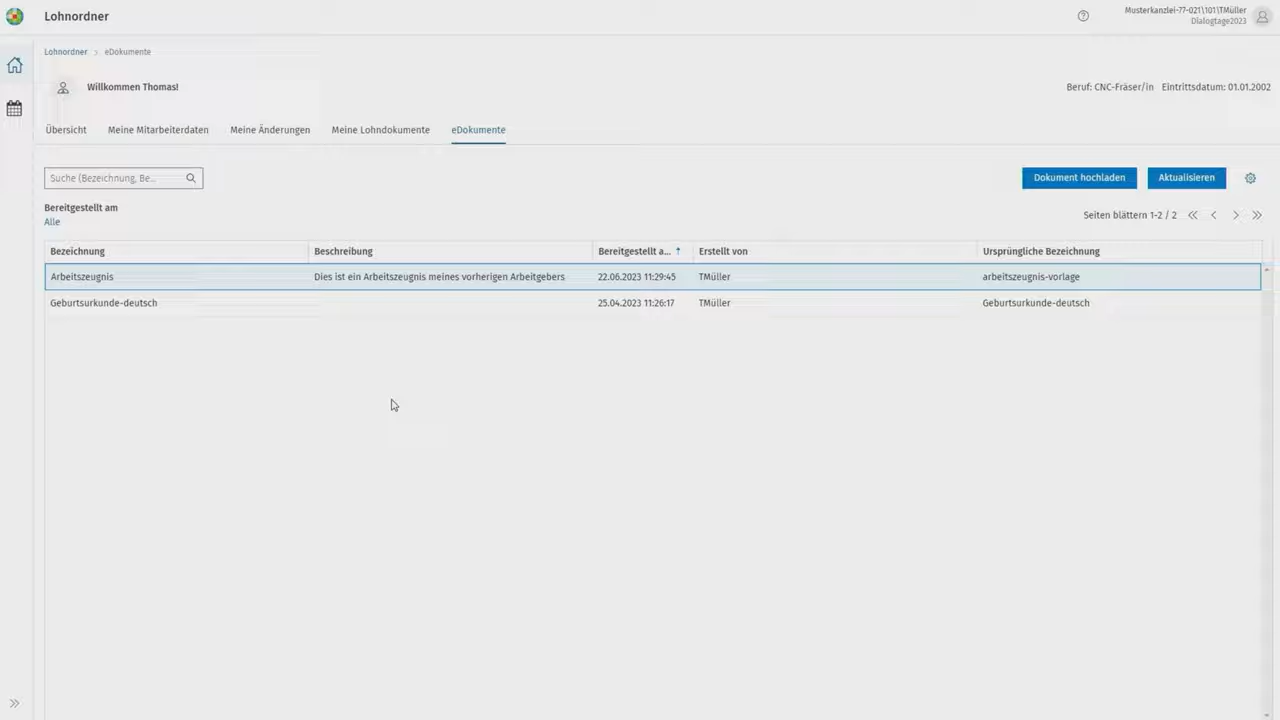 Lohnordner
Musterkanzlei-77-021\101\TMüller
Dialogtage2023
Lohnordner > eDokumente
Willkommen Thomas!
Beruf: CNC-Fräser/in Eintrittsdatum: 01.01.2002
Übersicht Meine Mitarbeiterdaten Meine Änderungen Meine Lohndokumente eDokumente
Suche (Bezeichnung, Be...
Dokument hochladen Aktualisieren
Bereitgestellt am
Alle
Seiten blättern 1-2 / 2
Bezeichnung Beschreibung Bereitgestellt a... Erstellt von Ursprüngliche Bezeichnung
Arbeitszeugnis Dies ist ein Arbeitszeugnis meines vorherigen Arbeitgebers 22.06.2023 11:29:45 TMüller arbeitszeugnis-vorlage
Geburtsurkunde-deutsch 25.04.2023 11:26:17 TMüller Geburtsurkunde-deutsch